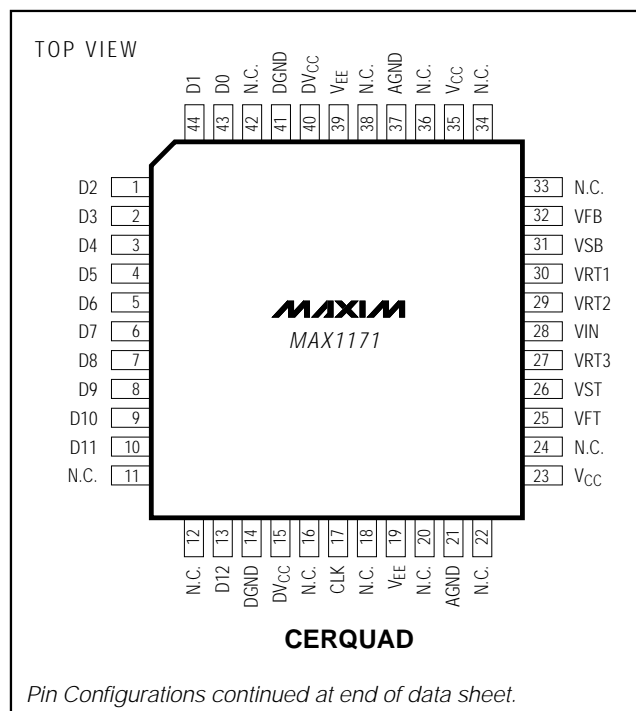 TOP VIEW
D1 D0 N.C. DGND DVCC VEE N.C. AGND N.C. VCC N.C.
44 43 42 41 40 39 38 37 36 35 34
D2 1
D3 2
D4 3
D5 4
D6 5
D7 6
D8 7
D9 8
D10 9
D11 10
N.C. 11
MAXIM
MAX1171
33 N.C.
32 VFB
31 VSB
30 VRT1
29 VRT2
28 VIN
27 VRT3
26 VST
25 VFT
24 N.C.
23 VCC
12 13 14 15 16 17 18 19 20 21 22
N.C. D12 DGND DVCC N.C. CLK N.C. VEE N.C. AGND N.C.
CERQUAD
Pin Configurations continued at end of data sheet.